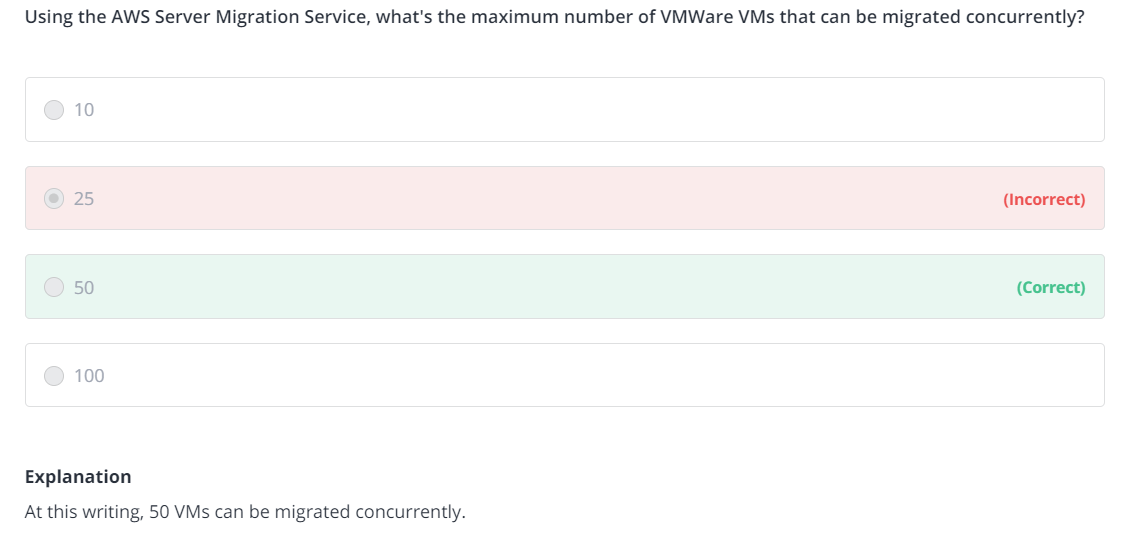 Using the AWS Server Migration Service, what's the maximum number of VMWare VMs that can be migrated concurrently?
10
25
(Incorrect)
50
(Correct)
100
Explanation
At this writing, 50 VMs can be migrated concurrently.